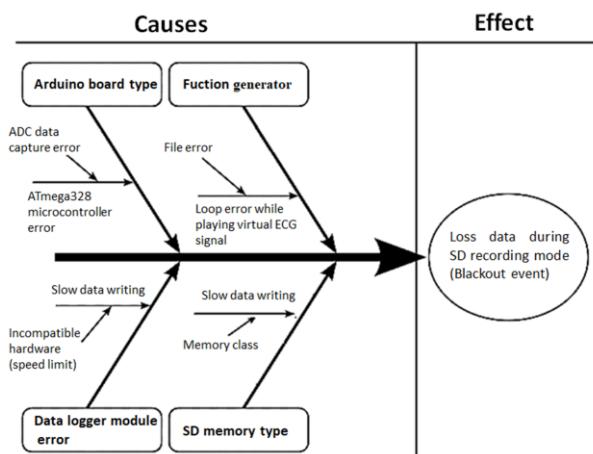 Causes
Effect
Arduino board type
Fuction generator
ADC data
capture error
ATmega328
microcontroller
error
File error
Loop error while
playing virtual ECG
signal
Loss data during
SD recording mode
(Blackout event)
Slow data writing
Incompatible
hardware
(speed limit)
Slow data writing
Memory class
Data logger module
error
SD memory type